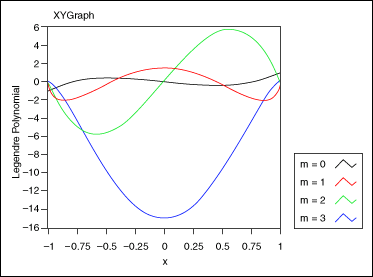 XYGraph
Legendre Polynomial
6
4
2
0
−2
−4
−6
−8
−10
−12
−14
−16
−1 −0.75 −0.5 −0.25 0 0.25 0.5 0.75 1
x
m = 0
m = 1
m = 2
m = 3